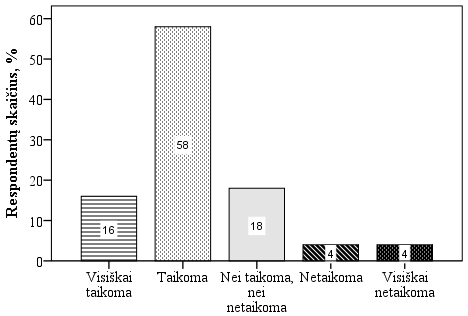 Respondentų skaičius, %
60
50
40
30
20
10
0
16
58
18
4
4
Visiškai
taikoma
Taikoma
Nei taikoma,
nei
netaikoma
Netaikoma
Visiškai
netaikoma